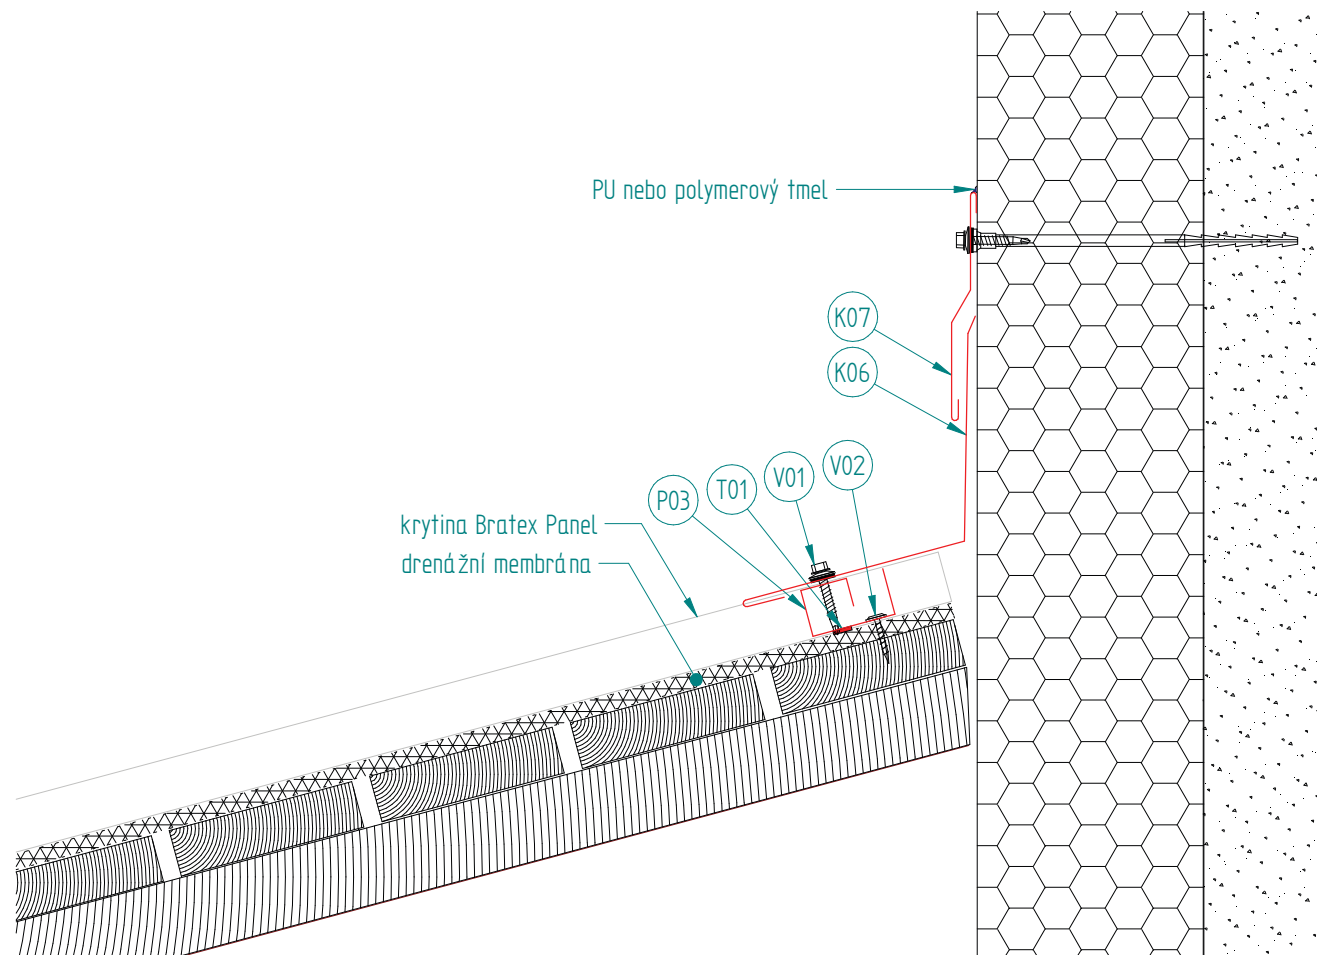 PU nebo polymerový tmel
K07
K06
V02
V01
T01
P03
krytina Bratex Panel
drenážní membrána